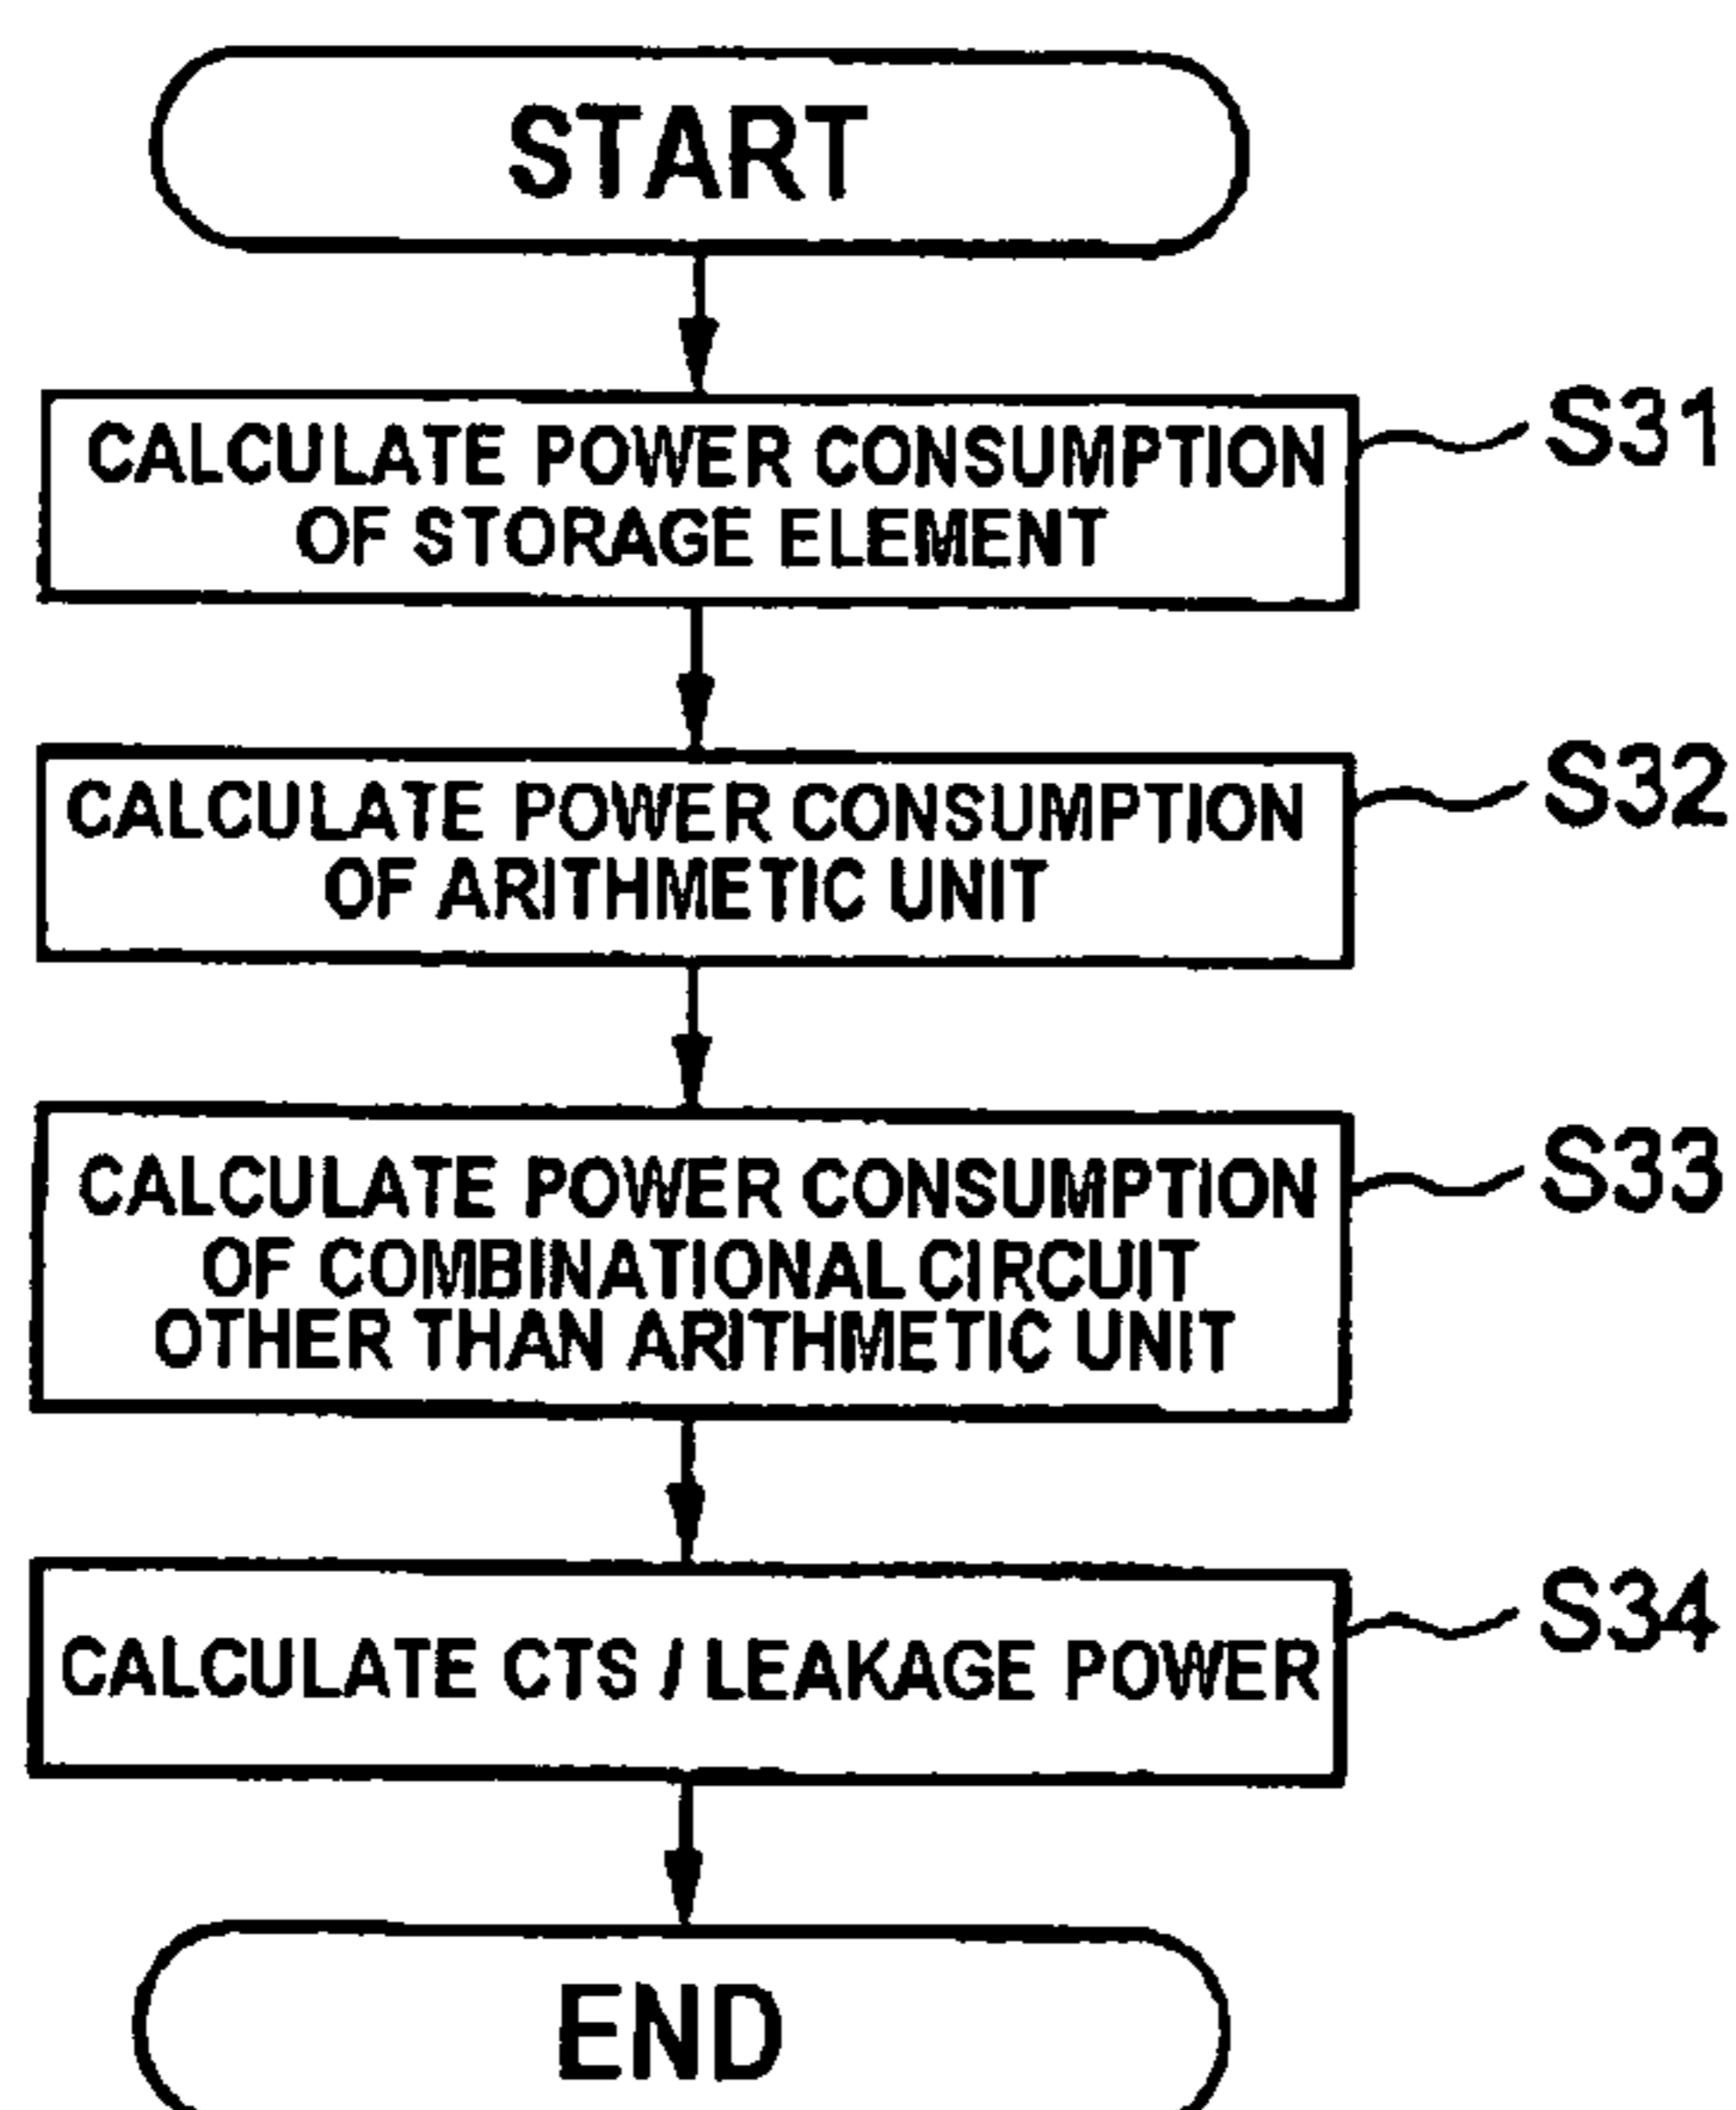 START
CALCULATE POWER CONSUMPTION
OF STORAGE ELEMENT
S31
CALCULATE POWER CONSUMPTION
OF ARITHMETIC UNIT
S32
CALCULATE POWER CONSUMPTION
OF COMBINATIONAL CIRCUIT
OTHER THAN ARITHMETIC UNIT
S33
CALCULATE CTS / LEAKAGE POWER
S34
END